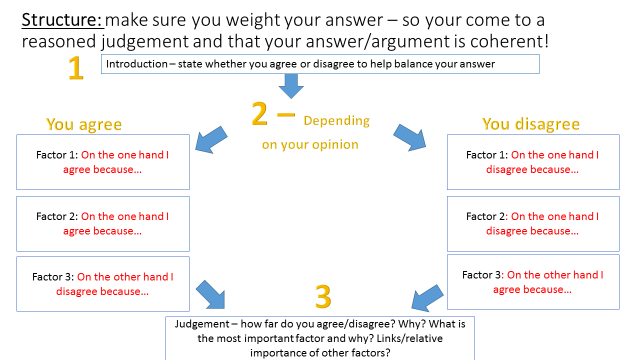 Structure: make sure you weight your answer – so your come to a
reasoned judgement and that your answer/argument is coherent!
1
Introduction – state whether you agree or disagree to help balance your answer
2 – Depending
on your opinion
You agree
Factor 1: On the one hand I
agree because...
Factor 2: On the one hand I
agree because...
Factor 3: On the other hand I
disagree because...
You disagree
Factor 1: On the one hand I
disagree because...
Factor 2: On the one hand I
disagree because...
Factor 3: On the other hand I
agree because...
3
Judgement – how far do you agree/disagree? Why? What is
the most important factor and why? Links/relative
importance of other factors?